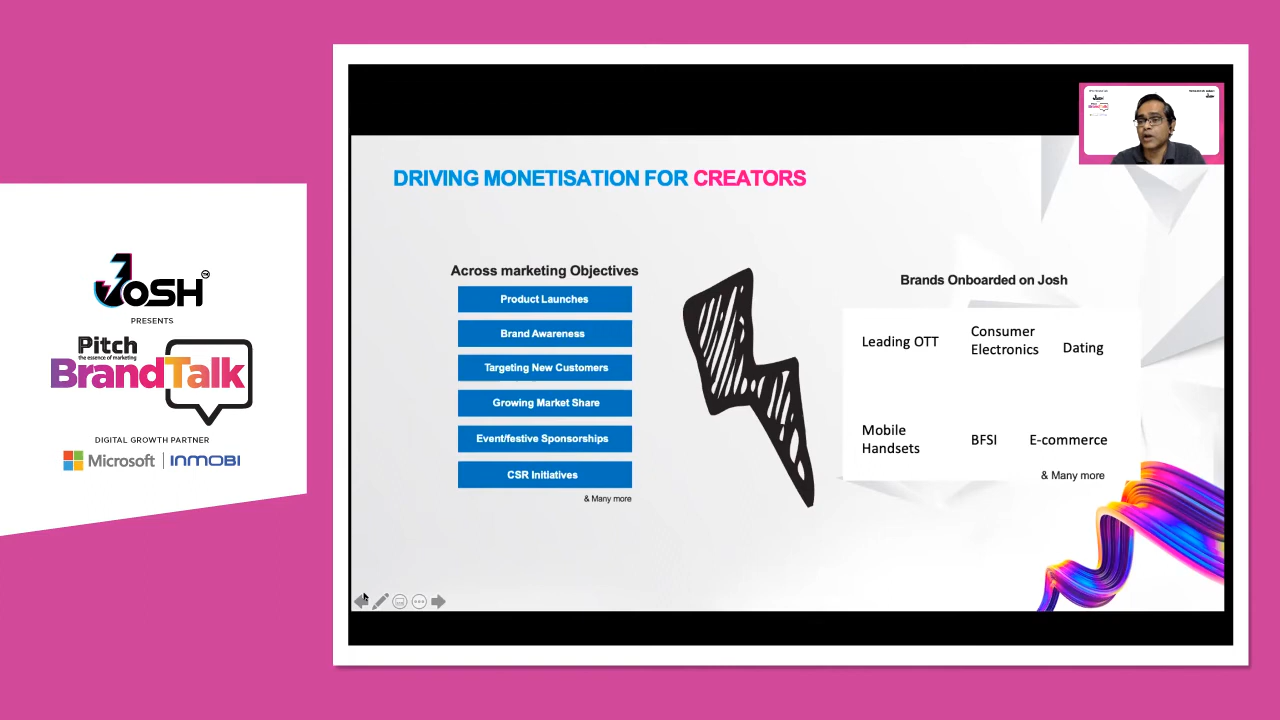 JOSH
PRESENTS
Pitch
the essence of marketing
BrandTalk
DIGITAL GROWTH PARTNER
Microsoft | INMOBI
DRIVING MONETISATION FOR CREATORS
Across marketing Objectives
Product Launches
Brand Awareness
Targeting New Customers
Growing Market Share
Event/festive Sponsorships
CSR Initiatives
& Many more
Brands Onboarded on Josh
Leading OTT
Consumer
Electronics
Dating
Mobile
Handsets
BFSI
E-commerce
& Many more